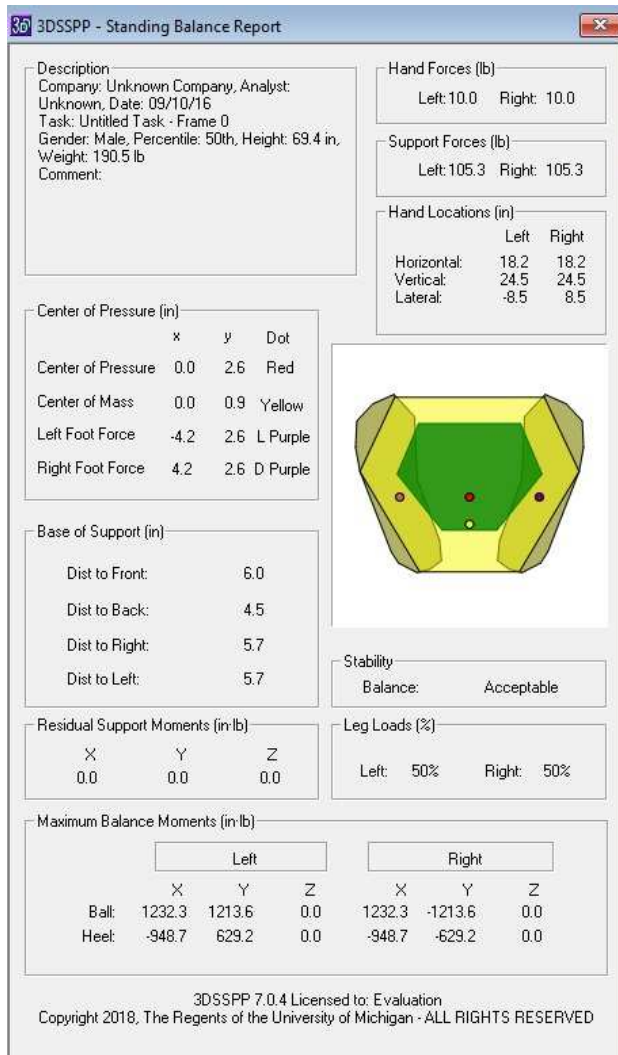 3D 3DSSPP - Standing Balance Report
Description
Company: Unknown Company, Analyst:
Unknown, Date: 09/10/16
Task: Untitled Task - Frame 0
Gender: Male, Percentile: 50th, Height: 69.4 in,
Weight: 190.5 lb
Comment:
Hand Forces (lb)
Left: 10.0 Right: 10.0
Support Forces (lb)
Left: 105.3 Right: 105.3
Hand Locations (in)
Left Right
Horizontal: 18.2 18.2
Vertical: 24.5 24.5
Lateral: -8.5 8.5
Center of Pressure (in)
x y Dot
Center of Pressure 0.0 2.6 Red
Center of Mass 0.0 0.9 Yellow
Left Foot Force -4.2 2.6 L Purple
Right Foot Force 4.2 2.6 D Purple
Base of Support (in)
Dist to Front: 6.0
Dist to Back: 4.5
Dist to Right: 5.7
Dist to Left: 5.7
Stability
Balance: Acceptable
Residual Support Moments (in·lb)
X Y Z
0.0 0.0 0.0
Leg Loads (%)
Left: 50% Right: 50%
Maximum Balance Moments (in·lb)
Left Right
X Y Z X Y Z
Ball: 1232.3 1213.6 0.0 1232.3 -1213.6 0.0
Heel: -948.7 629.2 0.0 -948.7 -629.2 0.0
3DSSPP 7.0.4 Licensed to: Evaluation
Copyright 2018, The Regents of the University of Michigan - ALL RIGHTS RESERVED